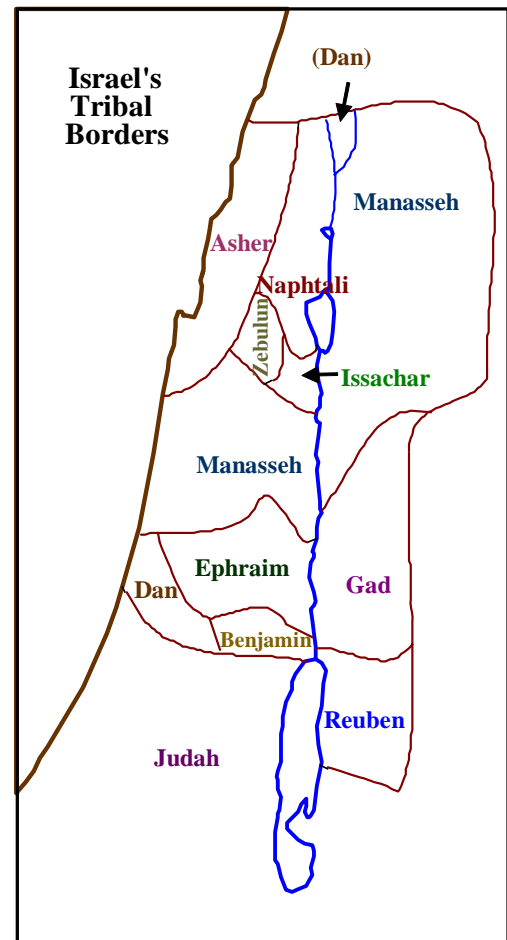 Israel's
Tribal
Borders
(Dan)
Manasseh
Asher
Naphtali
Zebulun
Issachar
Manasseh
Ephraim
Dan
Gad
Benjamin
Reuben
Judah